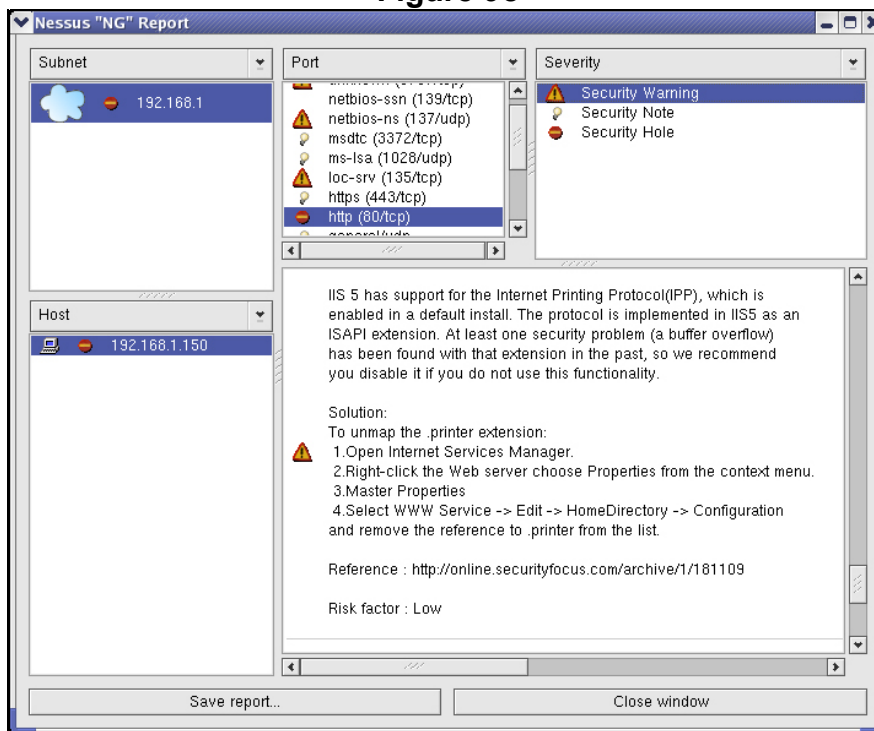 Nessus "NG" Report
Subnet
192.168.1
Port
netbios-ssn (139/tcp)
netbios-ns (137/udp)
msdtc (3372/tcp)
ms-lsa (1028/udp)
loc-srv (135/tcp)
https (443/tcp)
http (80/tcp)
general/udp
Severity
Security Warning
Security Note
Security Hole
Host
192.168.1.150
IIS 5 has support for the Internet Printing Protocol(IPP), which is
enabled in a default install. The protocol is implemented in IIS5 as an
ISAPI extension. At least one security problem (a buffer overflow)
has been found with that extension in the past, so we recommend
you disable it if you do not use this functionality.
Solution:
To unmap the .printer extension:
1.Open Internet Services Manager.
2.Right-click the Web server choose Properties from the context menu.
3.Master Properties
4.Select WWW Service -> Edit -> HomeDirectory -> Configuration
and remove the reference to .printer from the list.
Reference : http://online.securityfocus.com/archive/1/181109
Risk factor : Low
Save report...
Close window